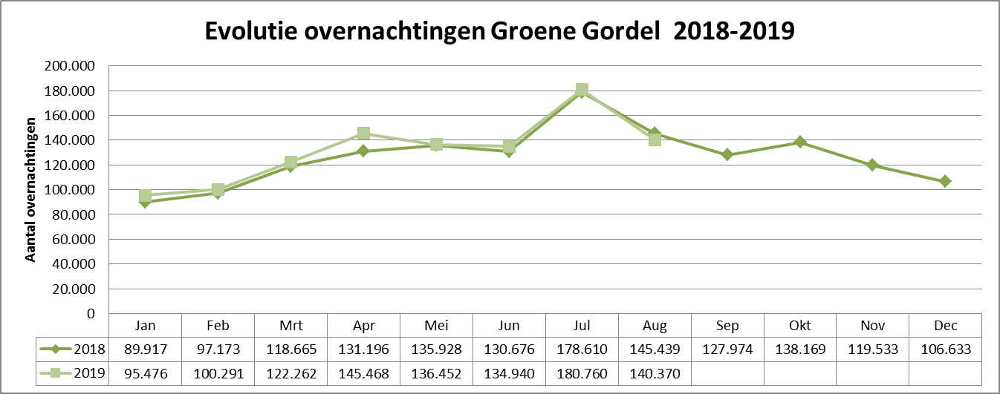 Evolutie overnachtingen Groene Gordel 2018-2019
Aantal overnachtingen
200.000
180.000
160.000
140.000
120.000
100.000
80.000
60.000
40.000
20.000
0
Jan Feb Mrt Apr Mei Jun Jul Aug Sep Okt Nov Dec
2018 89.917 97.173 118.665 131.196 135.928 130.676 178.610 145.439 127.974 138.169 119.533 106.633
2019 95.476 100.291 122.262 145.468 136.452 134.940 180.760 140.370